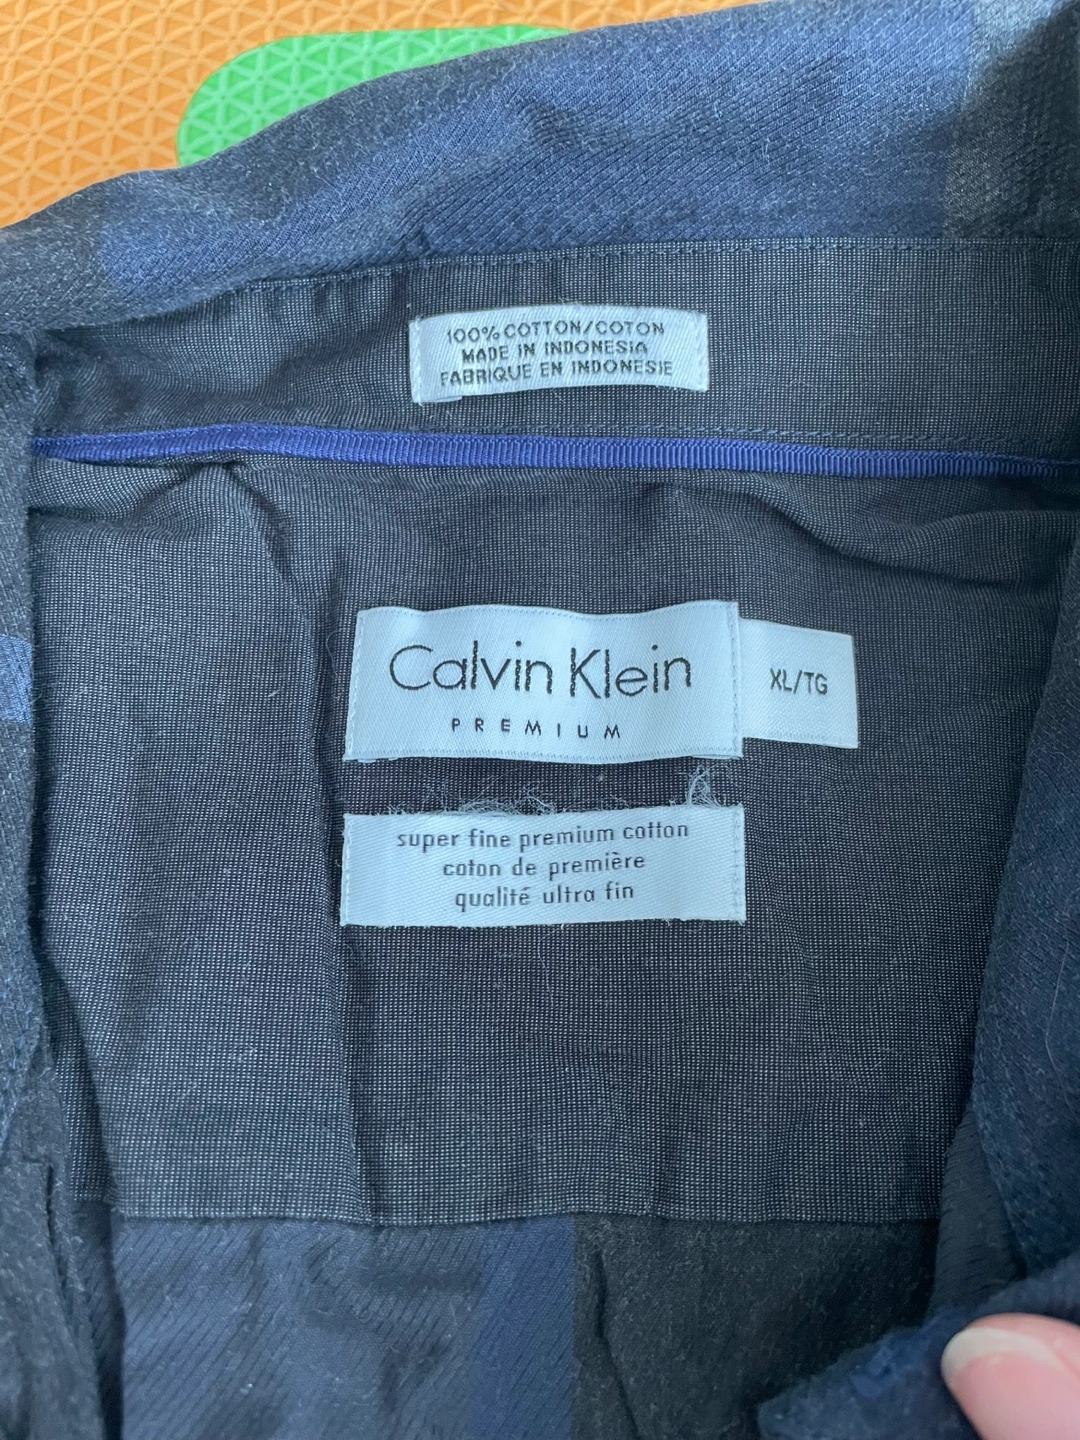 100% COTTON/COTON
MADE IN INDONESIA
FABRIQUE EN INDONESIE
Calvin Klein
PREMIUM
XL/TG
super fine premium cotton
coton de première
qualité ultra fin